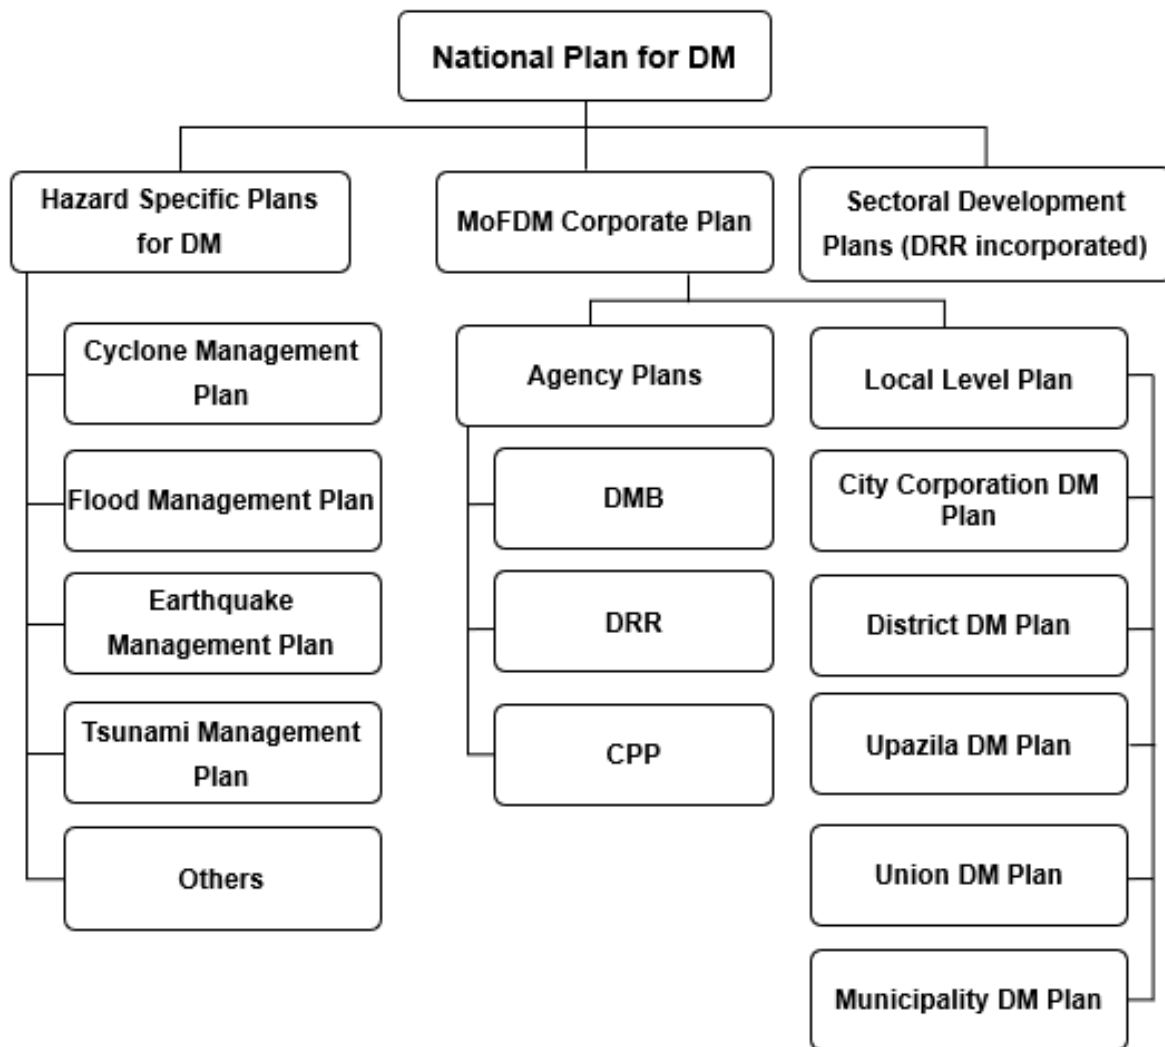 National Plan for DM
Hazard Specific Plans
for DM
MoFDM Corporate Plan
Sectoral Development
Plans (DRR incorporated)
Cyclone Management
Plan
Flood Management Plan
Earthquake
Management Plan
Tsunami Management
Plan
Others
Agency Plans
DMB
DRR
CPP
Local Level Plan
City Corporation DM
Plan
District DM Plan
Upazila DM Plan
Union DM Plan
Municipality DM Plan